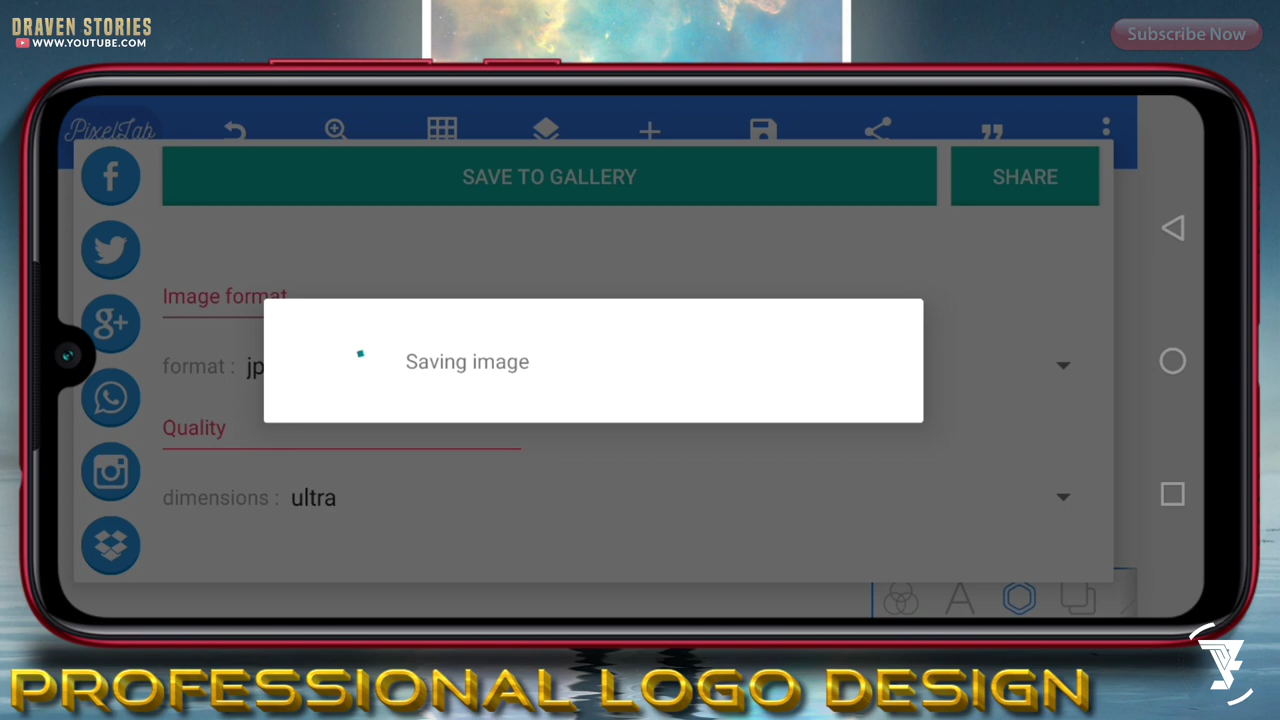 DRAVEN STORIES
WWW.YOUTUBE.COM
Subscribe Now
PixelLab
SAVE TO GALLERY
SHARE
Image format
format : jp
Saving image
Quality
dimensions : ultra
PROFESSIONAL LOGO DESIGN